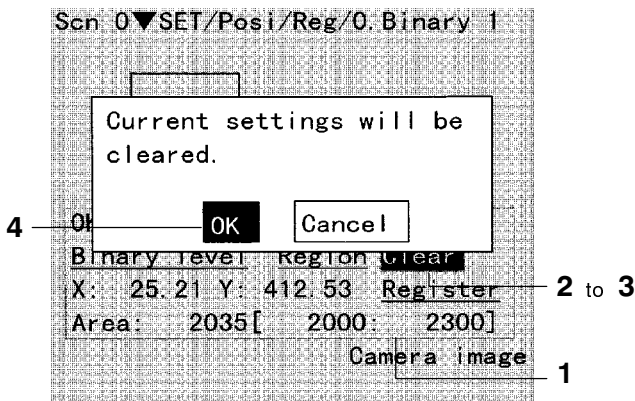 Scn 0▼SET/Posi/Reg/0.Binary 1
Current settings will be
cleared.
4
OK Cancel
Binary level Region Clear
X: 25.21 Y: 412.53 Register
2 to 3
Area: 2035[ 2000: 2300]
Camera image
1